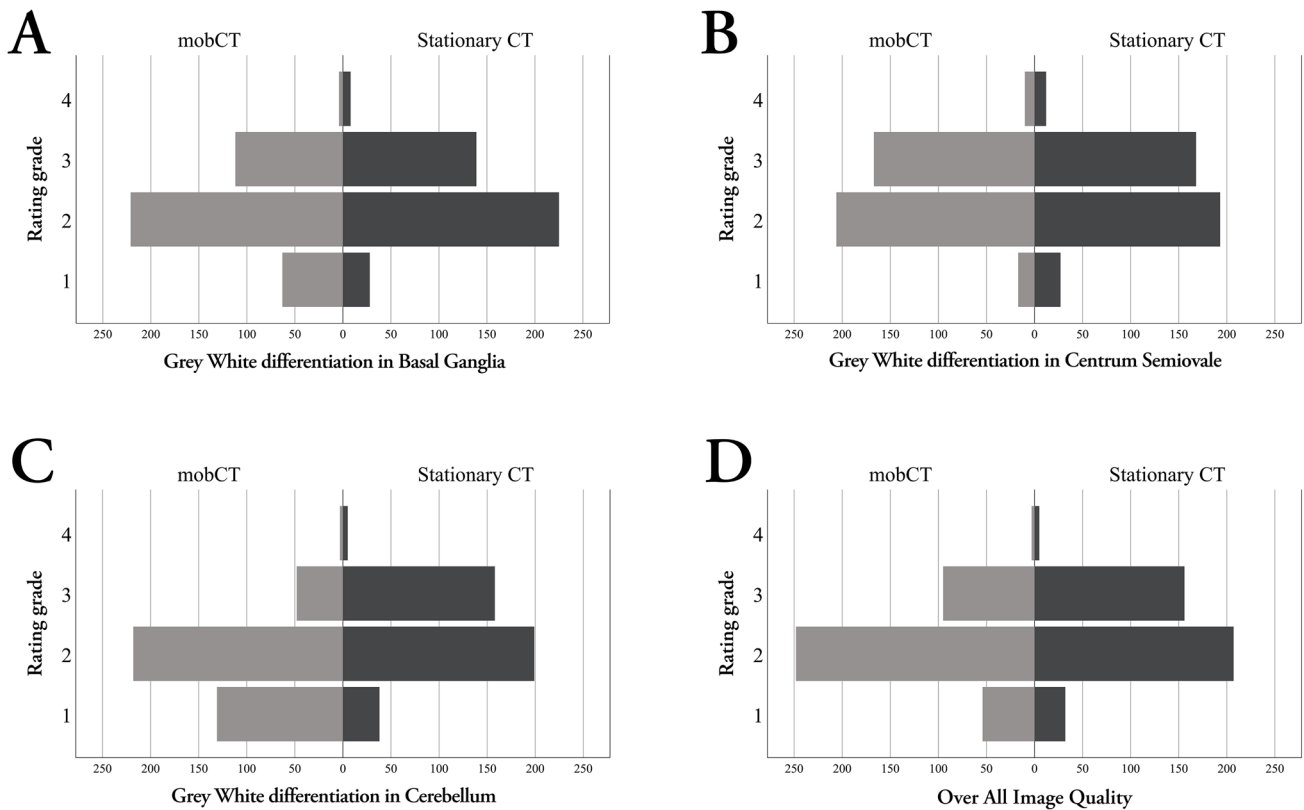 A
mobCT Stationary CT
Rating grade
4
3
2
1
250 200 150 100 50 0 50 100 150 200 250
Grey White differentiation in Basal Ganglia
B
mobCT Stationary CT
Rating grade
4
3
2
1
250 200 150 100 50 0 50 100 150 200 250
Grey White differentiation in Centrum Semiovale
C
mobCT Stationary CT
Rating grade
4
3
2
1
250 200 150 100 50 0 50 100 150 200 250
Grey White differentiation in Cerebellum
D
mobCT Stationary CT
Rating grade
4
3
2
1
250 200 150 100 50 0 50 100 150 200 250
Over All Image Quality